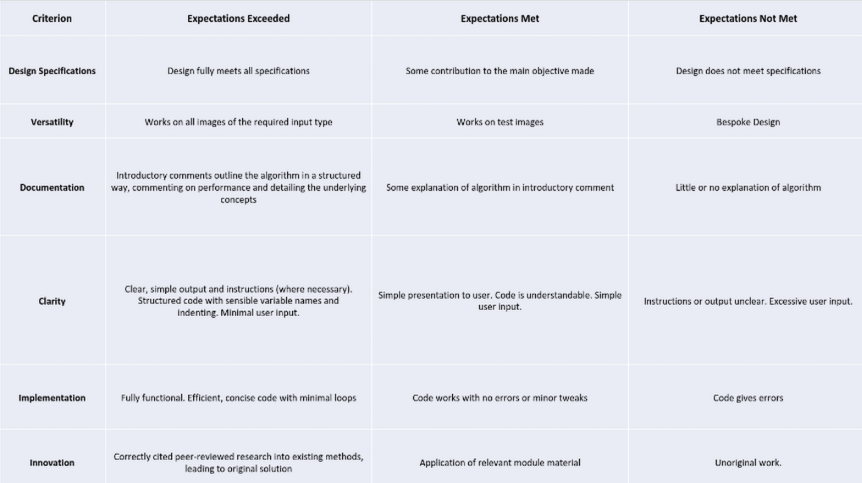 Criterion Expectations Exceeded Expectations Met Expectations Not Met
Design Specifications Design fully meets all specifications Some contribution to the main objective made Design does not meet specifications
Versatility Works on all images of the required input type Works on test images Bespoke Design
Introductory comments outline the algorithm in a structured
way, commenting on performance and detailing the underlying
concepts
Documentation Some explanation of algorithm in introductory comment Little or no explanation of algorithm
Clear, simple output and instructions (where necessary).
Structured code with sensible variable names and
indenting. Minimal user input.
Clarity Simple presentation to user. Code is understandable. Simple
user input.
Instructions or output unclear. Excessive user input.
Implementation Fully functional. Efficient, concise code with minimal loops Code works with no errors or minor tweaks Code gives errors
Innovation Correctly cited peer-reviewed research into existing methods,
leading to original solution
Application of relevant module material Unoriginal work.